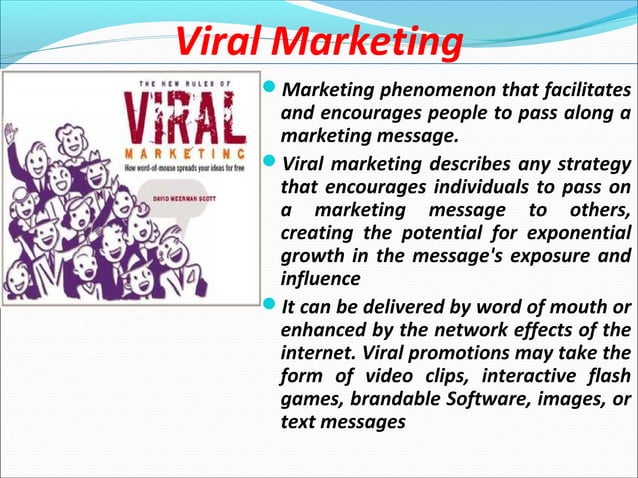 Viral Marketing
THE NEW RULES OF
VIRAL
MARKETING
How word-of-mouse spreads your ideas for free
DAVID MEERMAN SCOTT
Marketing phenomenon that facilitates
and encourages people to pass along a
marketing message.
Viral marketing describes any strategy
that encourages individuals to pass on
a marketing message to others,
creating the potential for exponential
growth in the message's exposure and
influence
It can be delivered by word of mouth or
enhanced by the network effects of the
internet. Viral promotions may take the
form of video clips, interactive flash
games, brandable Software, images, or
text messages